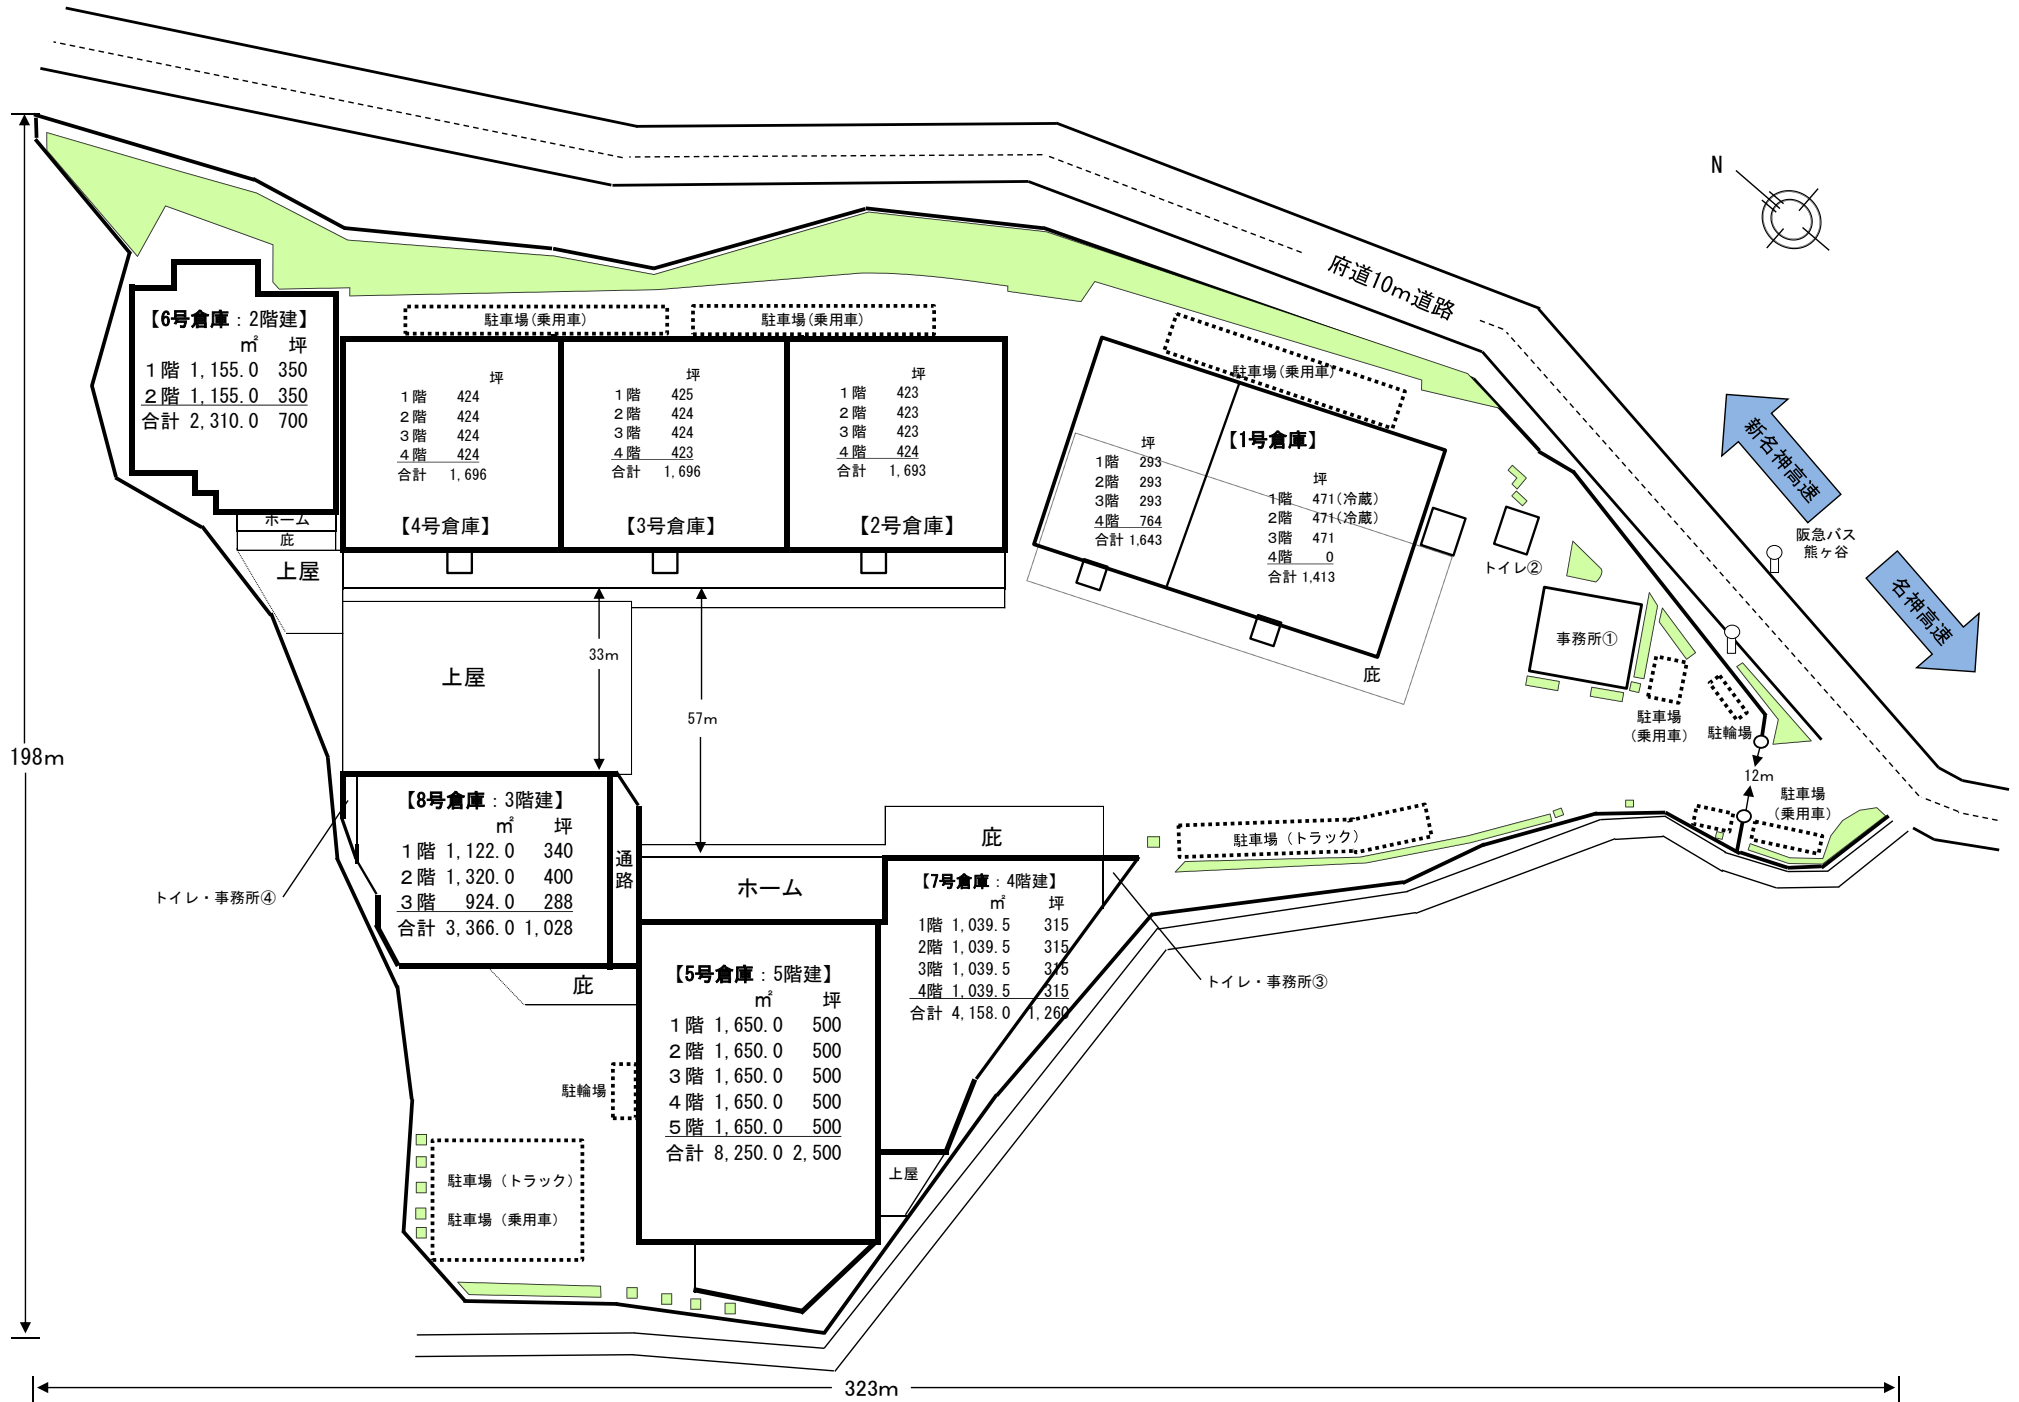 N
府道10m道路
新名神高速
阪急バス
熊ヶ谷
名神高速
【6号倉庫：2階建】
㎡ 坪
1階 1,155.0 350
2階 1,155.0 350
合計 2,310.0 700
ホーム
庇
上屋
駐車場(乗用車)
駐車場(乗用車)
駐車場(乗用車)
坪
1階 424
2階 424
3階 424
4階 424
合計 1,696
【4号倉庫】
坪
1階 425
2階 424
3階 424
4階 423
合計 1,696
【3号倉庫】
坪
1階 423
2階 423
3階 423
4階 424
合計 1,693
【2号倉庫】
【1号倉庫】
坪
1階 293
2階 293
3階 293
4階 764
合計 1,643
坪
1階 471(冷蔵)
2階 471(冷蔵)
3階 471
4階 0
合計 1,413
庇
トイレ②
事務所①
駐車場
(乗用車)
駐輪場
12m
駐車場
(乗用車)
上屋
33m
57m
198m
【8号倉庫：3階建】
㎡ 坪
1階 1,122.0 340
2階 1,320.0 400
3階 924.0 288
合計 3,366.0 1,028
通路
トイレ・事務所④
庇
ホーム
庇
駐車場（トラック）
【7号倉庫：4階建】
㎡ 坪
1階 1,039.5 315
2階 1,039.5 315
3階 1,039.5 315
4階 1,039.5 315
合計 4,158.0 1,260
トイレ・事務所③
【5号倉庫：5階建】
㎡ 坪
1階 1,650.0 500
2階 1,650.0 500
3階 1,650.0 500
4階 1,650.0 500
5階 1,650.0 500
合計 8,250.0 2,500
駐輪場
上屋
駐車場（トラック）
駐車場（乗用車）
323m